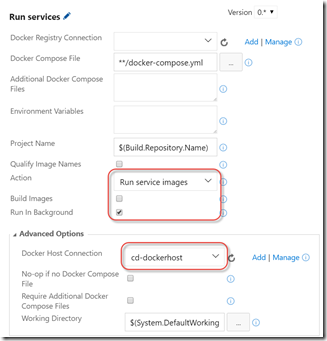 Run services
Version 0.*
Docker Registry Connection
Add | Manage
Docker Compose File
**/docker-compose.yml
...
Additional Docker Compose
Files
Environment Variables
Project Name
$(Build.Repository.Name)
Qualify Image Names
Action
Run service images
Build Images
Run In Background
Advanced Options
Docker Host Connection
cd-dockerhost
Add | Manage
No-op if no Docker Compose
File
Require Additional Docker
Compose Files
Working Directory
$(System.DefaultWorking
...